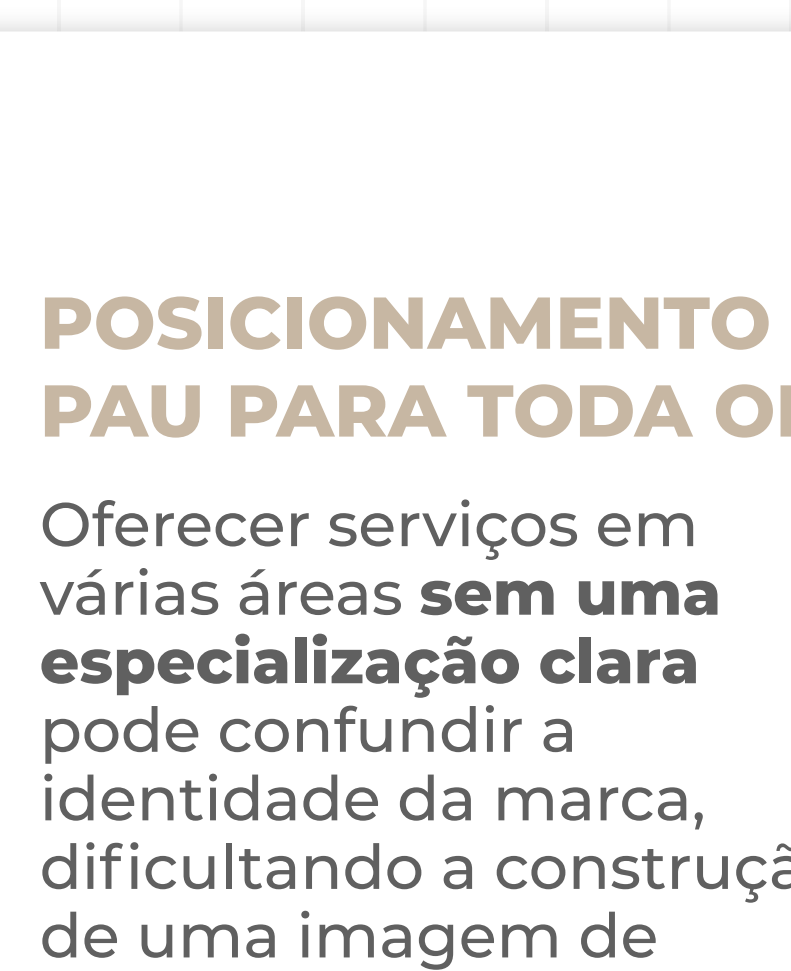 POSICIONAMENTO
PAU PARA TODA
Oferecer serviços em
várias áreas sem uma
especialização clara
pode confundir a
identidade da marca,
dificultando a
de uma imagem de